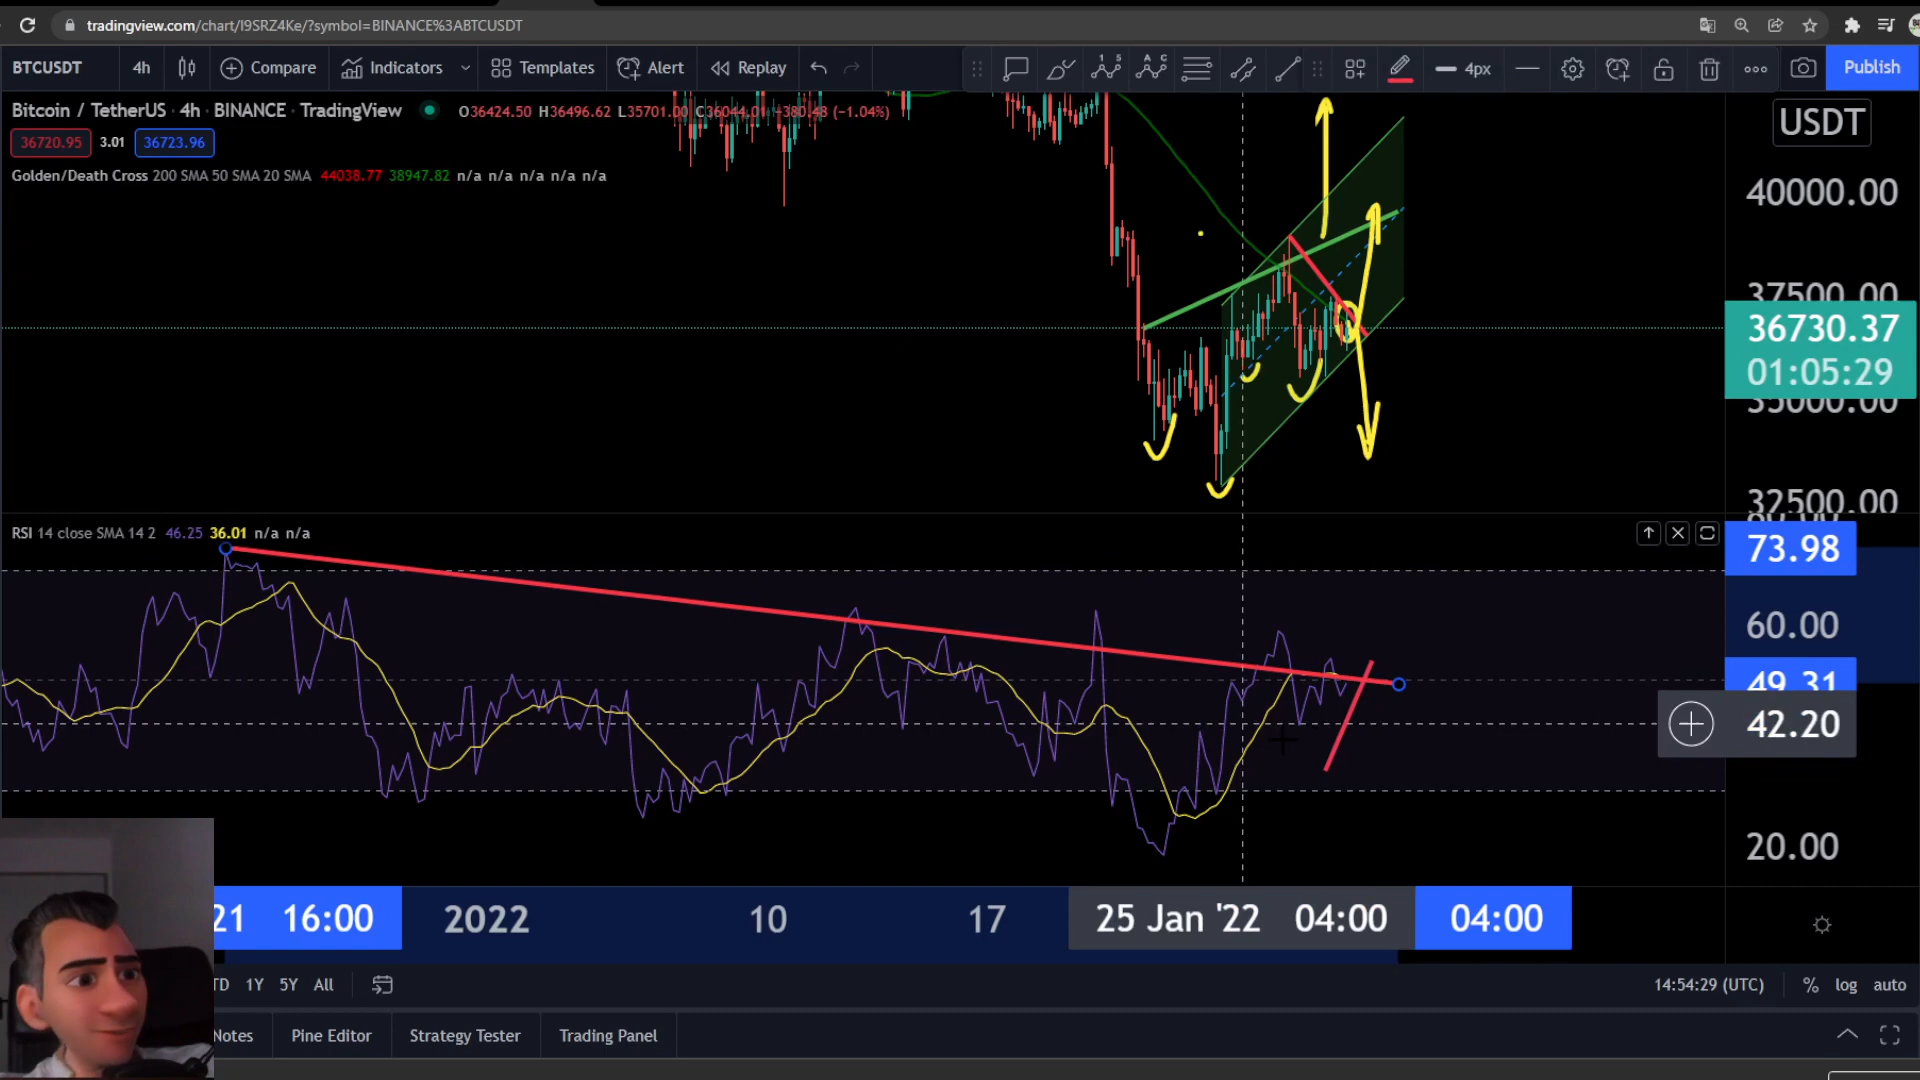 tradingview.com/chart/I9SRZ4Ke/?symbol=BINANCE%3ABTCUSDT
BTCUSDT 4h Compare Indicators Templates Alert Replay 4px Publish
Bitcoin / TetherUS · 4h · BINANCE · TradingView O36424.50 H36496.62 L35701.00 C36044.01 −380.48 (−1.04%)
USDT
36720.95 3.01 36723.96
Golden/Death Cross 200 SMA 50 SMA 20 SMA 44038.77 38947.82 n/a n/a n/a n/a n/a
40000.00
37500.00
36730.37
01:05:29
35000.00
32500.00
RSI 14 close SMA 14 2 46.25 36.01 n/a n/a
73.98
60.00
49.31
42.20
20.00
21 16:00 2022 10 17 25 Jan '22 04:00 04:00
TD 1Y 5Y All 14:54:29 (UTC) % log auto
Notes Pine Editor Strategy Tester Trading Panel